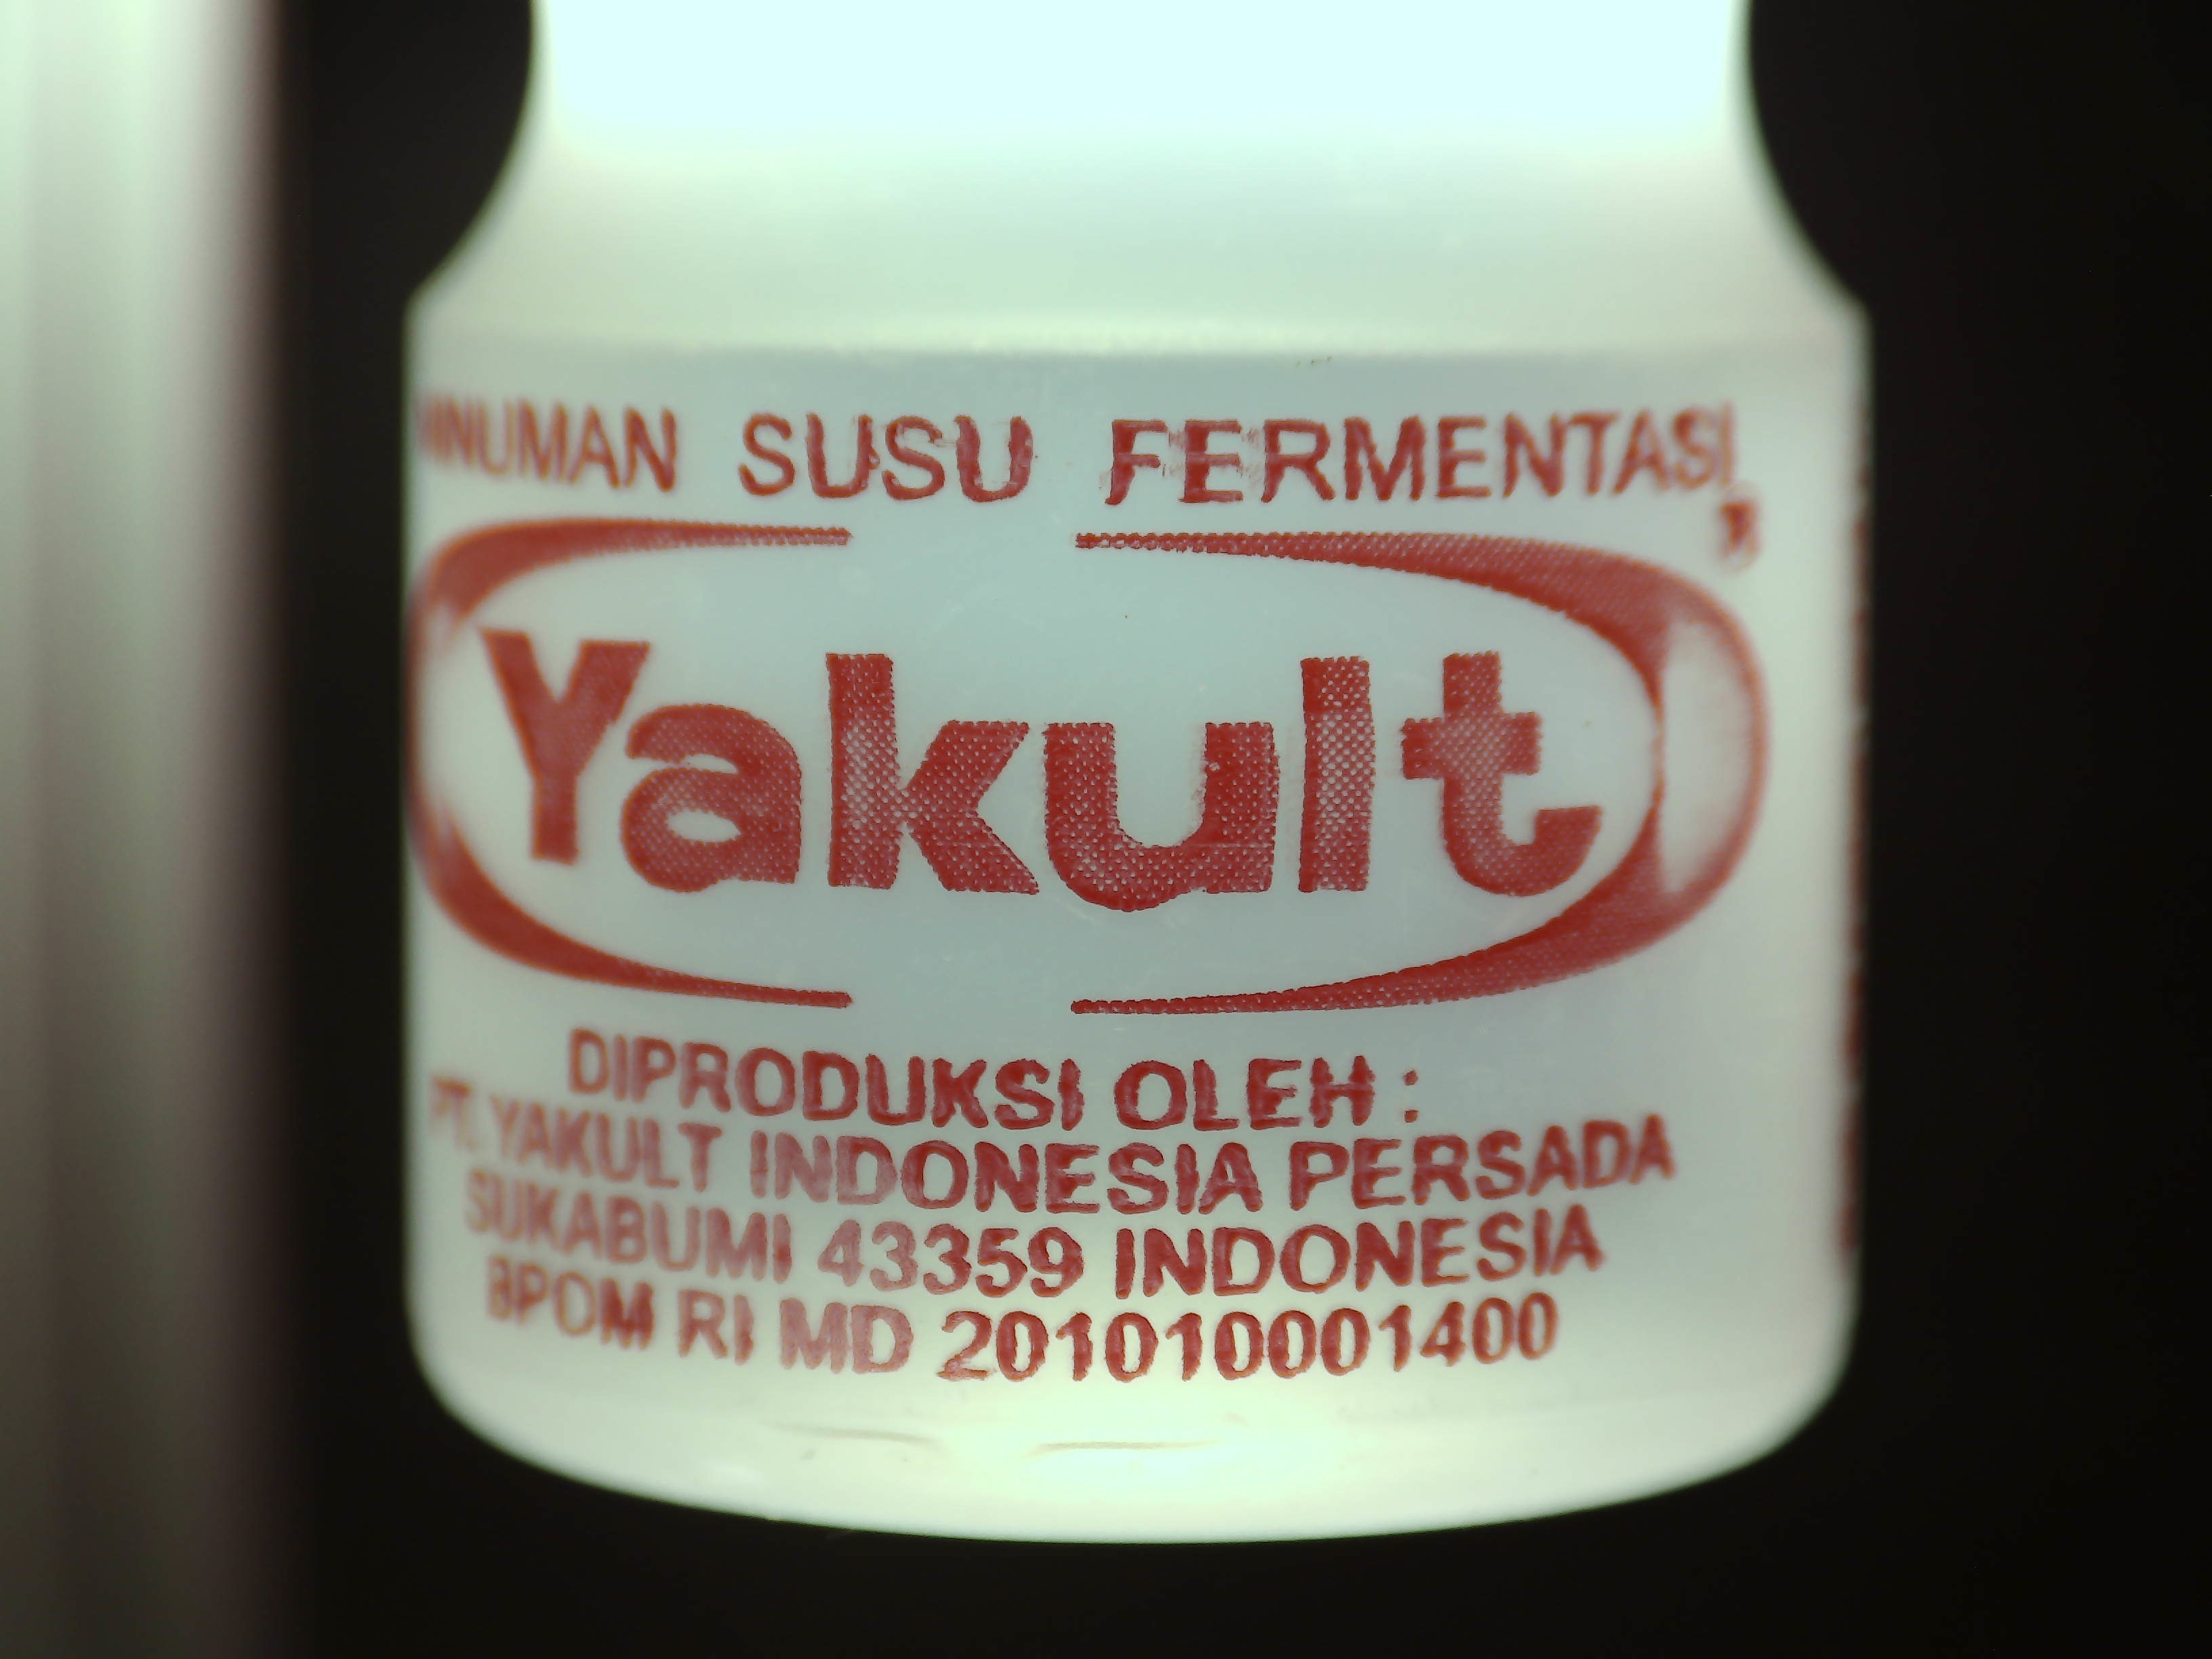 MINUMAN SUSU FERMENTASI
®
Yakult
DIPRODUKSI OLEH :
PT. YAKULT INDONESIA PERSADA
SUKABUMI 43359 INDONESIA
BPOM RI MD 201010001400